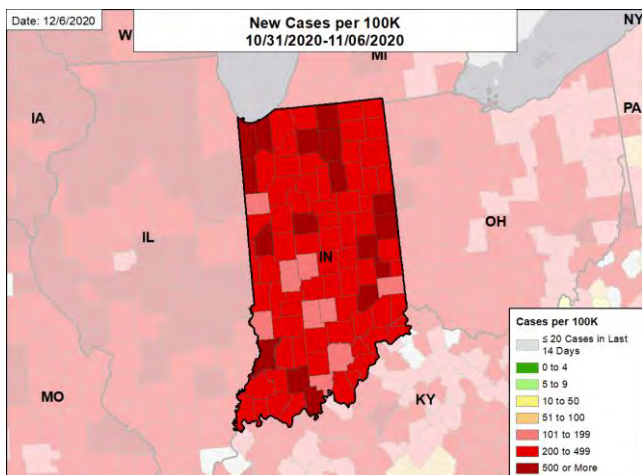 Date: 12/6/2020
New Cases per 100K
10/31/2020-11/06/2020
W
MI
NY
IA
PA
IL
IN
OH
MO
KY
Cases per 100K
≤ 20 Cases in Last
14 Days
0 to 4
5 to 9
10 to 50
51 to 100
101 to 199
200 to 499
500 or More